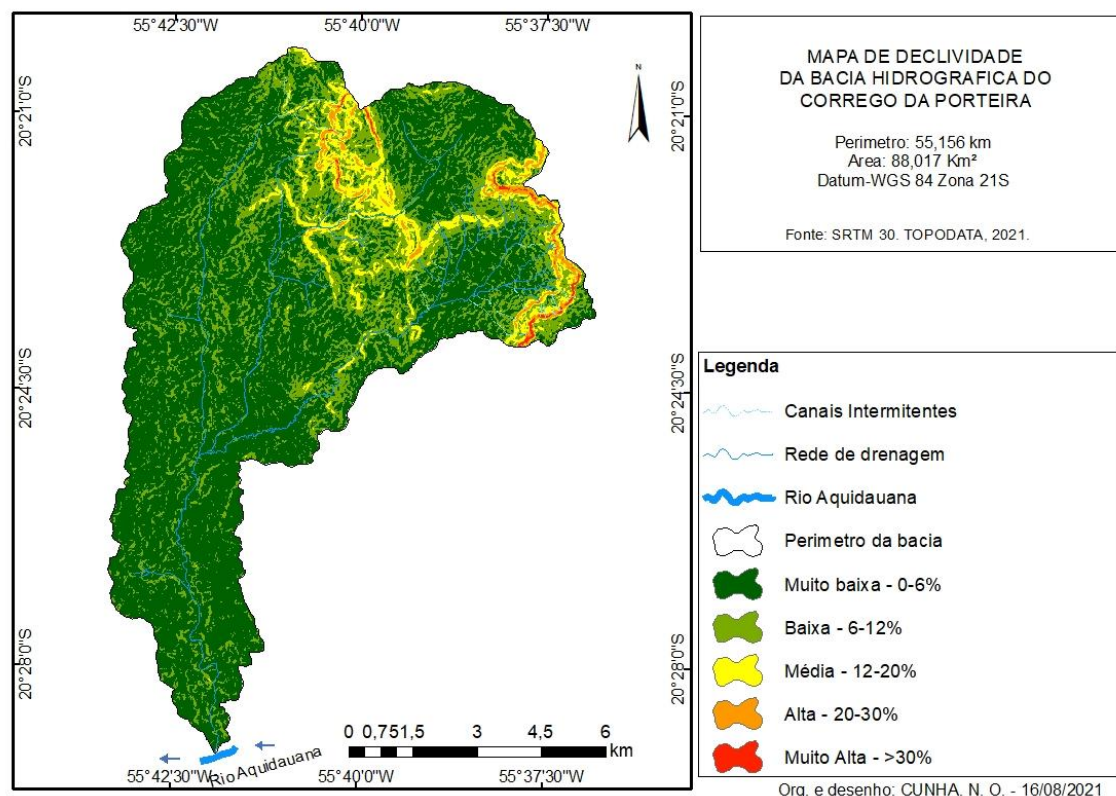 55°42'30"W 55°40'0"W 55°37'30"W
20°21'0"S
20°24'30"S
20°28'0"S
20°21'0"S
20°24'30"S
20°28'0"S
N
0 0,751,5 3 4,5 6
km
Rio Aquidauana
55°42'30"W 55°40'0"W 55°37'30"W
MAPA DE DECLIVIDADE
DA BACIA HIDROGRAFICA DO
CORREGO DA PORTEIRA
Perimetro: 55,156 km
Area: 88,017 Km²
Datum-WGS 84 Zona 21S
Fonte: SRTM 30. TOPODATA, 2021.
Legenda
Canais Intermitentes
Rede de drenagem
Rio Aquidauana
Perimetro da bacia
Muito baixa - 0-6%
Baixa - 6-12%
Média - 12-20%
Alta - 20-30%
Muito Alta - >30%
Org. e desenho: CUNHA, N. O. - 16/08/2021